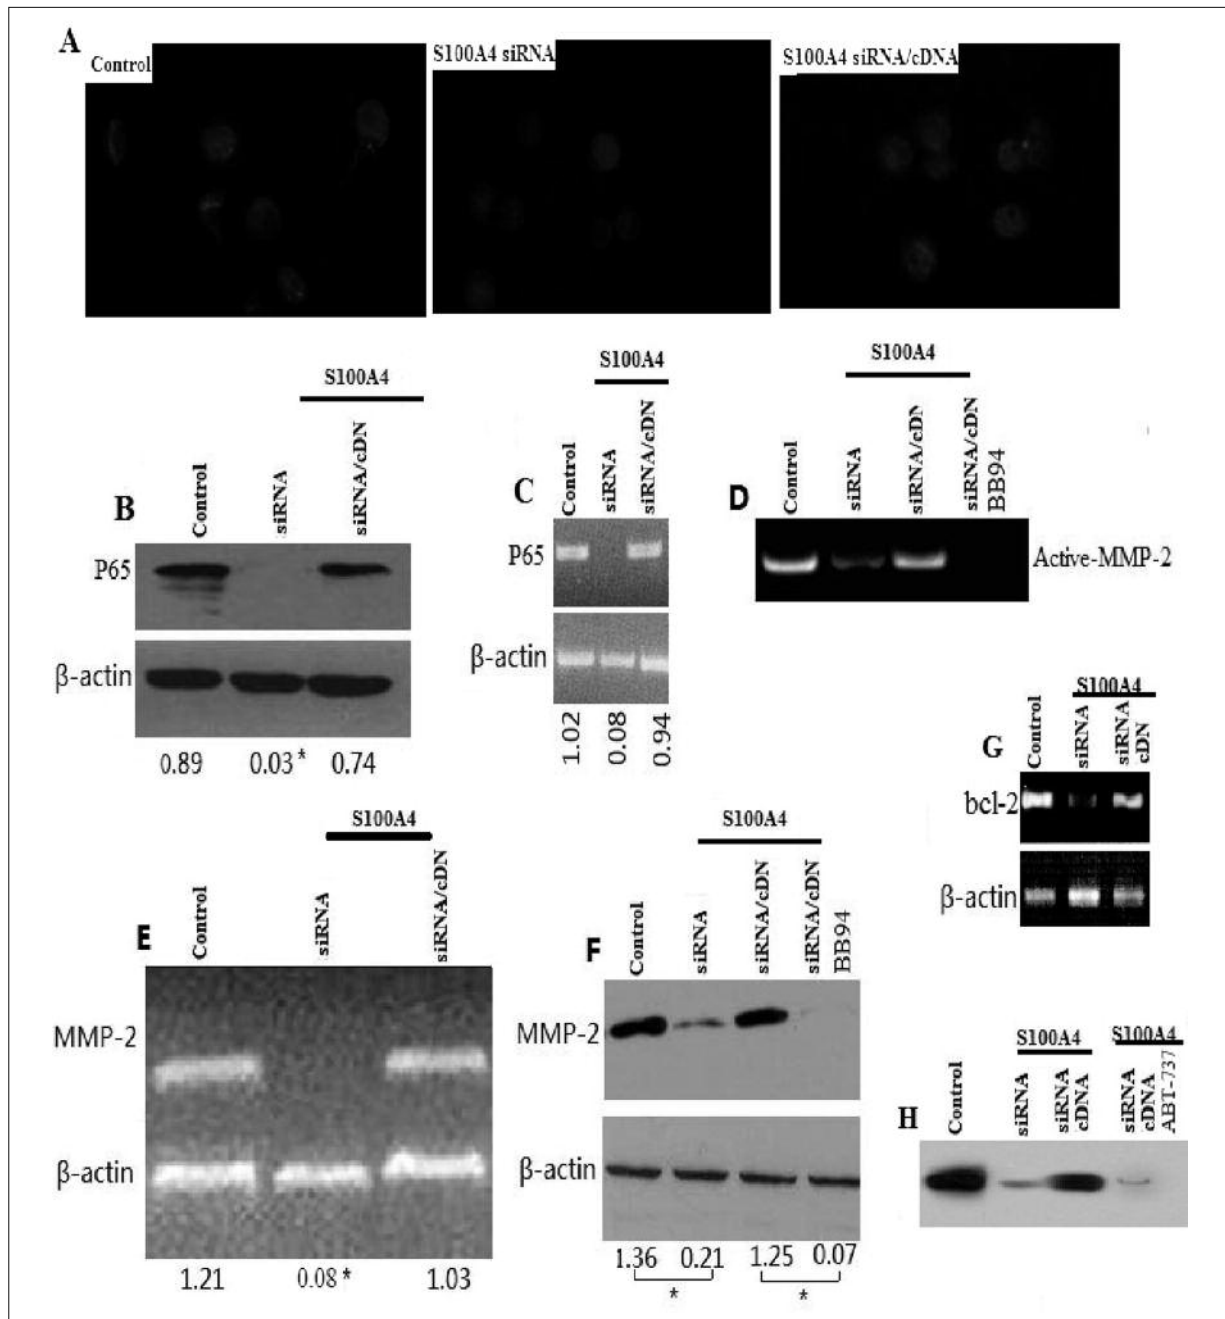 A
Control
S100A4 siRNA
S100A4 siRNA/cDNA
B
S100A4
Control
siRNA
siRNA/cDN
P65
β-actin
0.89 0.03 * 0.74
C
S100A4
Control
siRNA
siRNA/cDN
P65
β-actin
1.02 0.08 0.94
D
S100A4
Control
siRNA
siRNA/cDN
siRNA/cDN
BB94
Active-MMP-2
E
S100A4
Control
siRNA
siRNA/cDN
MMP-2
β-actin
1.21 0.08 * 1.03
F
S100A4
Control
siRNA
siRNA/cDN
siRNA/cDN
BB94
MMP-2
β-actin
1.36 0.21 1.25 0.07
* *
G
S100A4
Control
siRNA
siRNA
cDN
bcl-2
β-actin
H
S100A4 S100A4
Control
siRNA
siRNA
cDNA
siRNA
cDNA
ABT-737